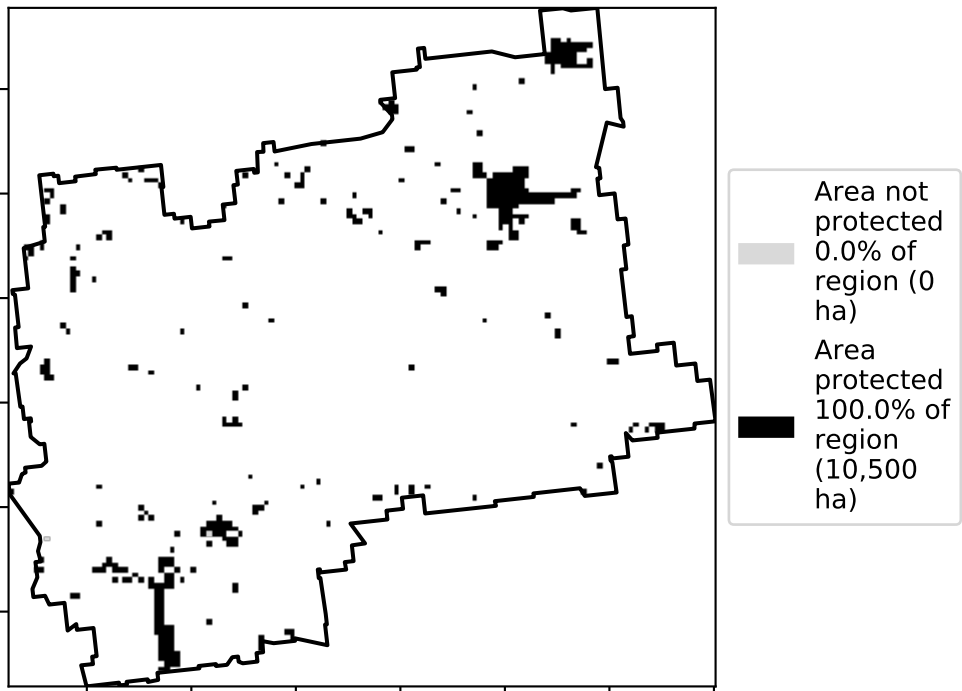 Area not
protected
0.0% of
region (0
ha)
Area
protected
100.0% of
region
(10,500
ha)